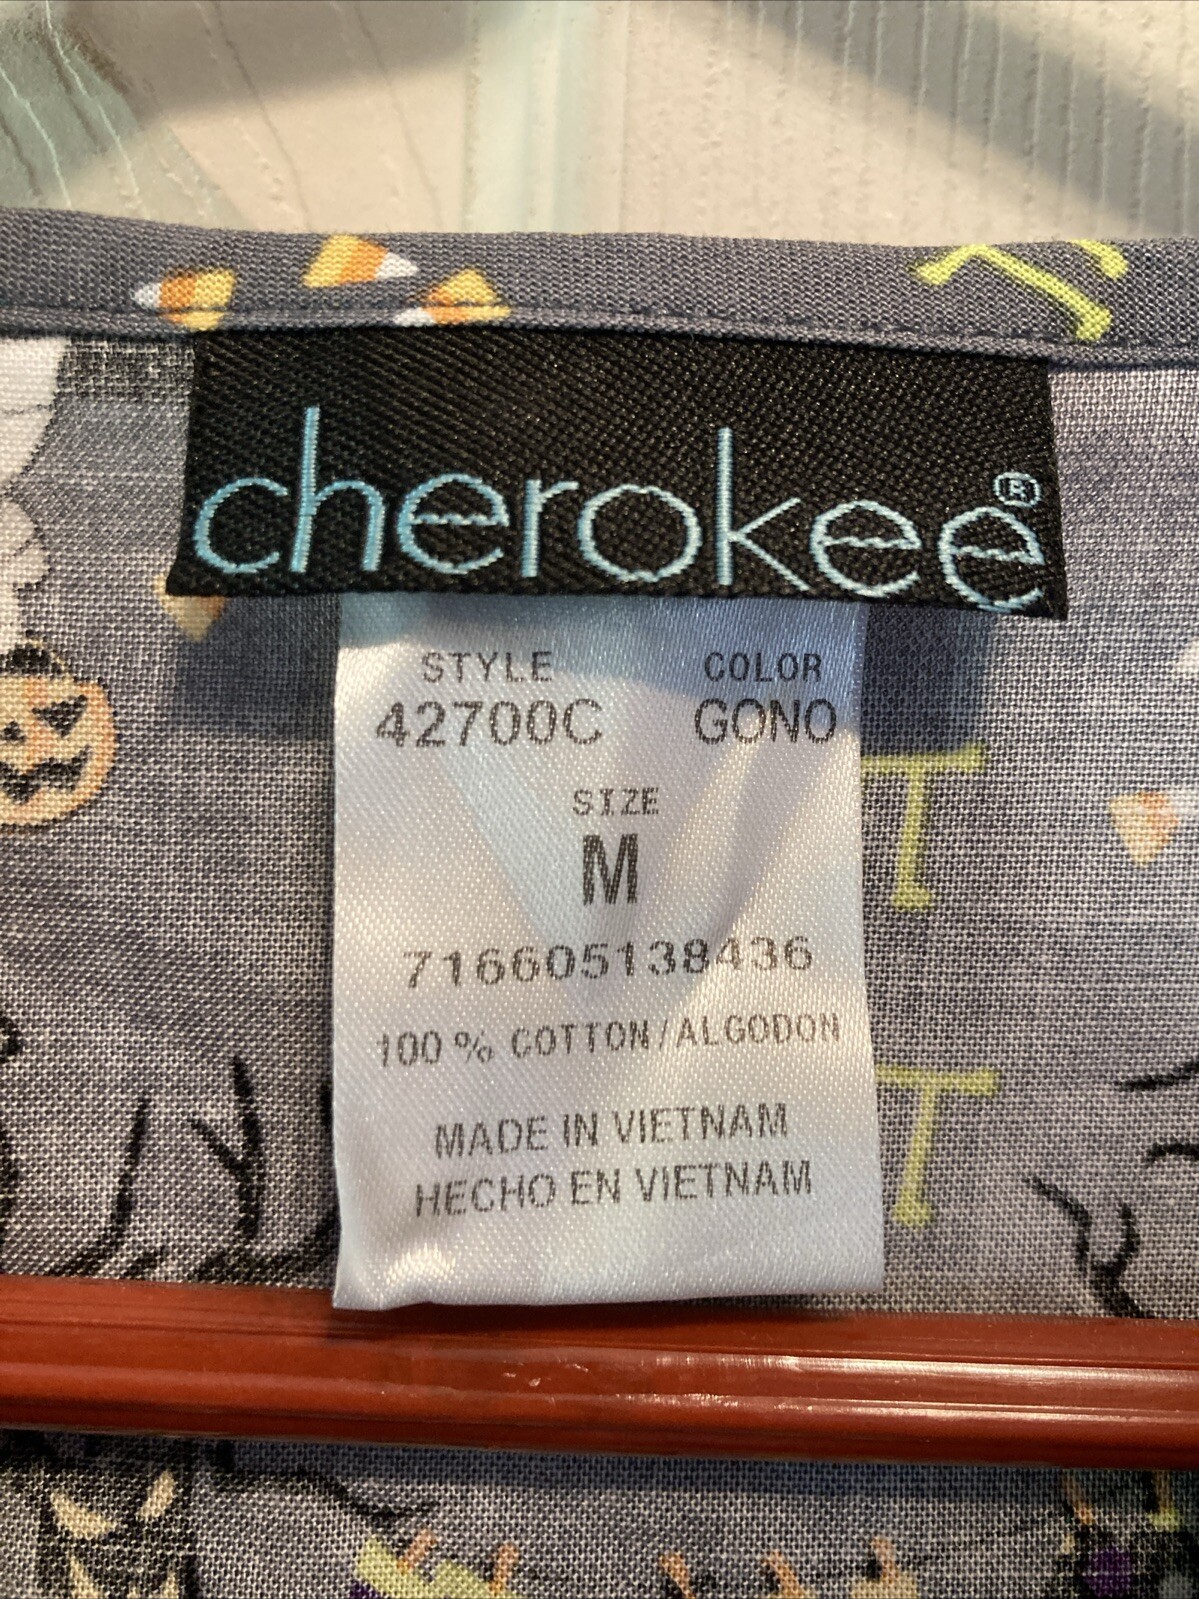 cherokee®
STYLE COLOR
42700C GONO
SIZE
M
716605138436
100 % COTTON/ALGODON
MADE IN VIETNAM
HECHO EN VIETNAM
T
T